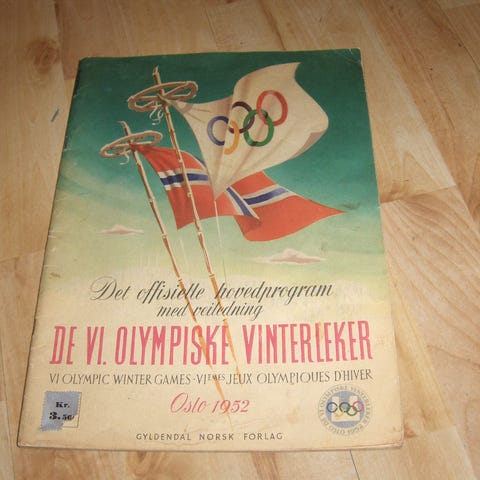 Det offisielle hovedprogram
med veiledning
DE VI. OLYMPISKE VINTERLEKER
VI OLYMPIC WINTER GAMES - VIEMES JEUX OLYMPIQUES D'HIVER
Oslo 1952
Kr.
3.50
GYLDENDAL NORSK FORLAG